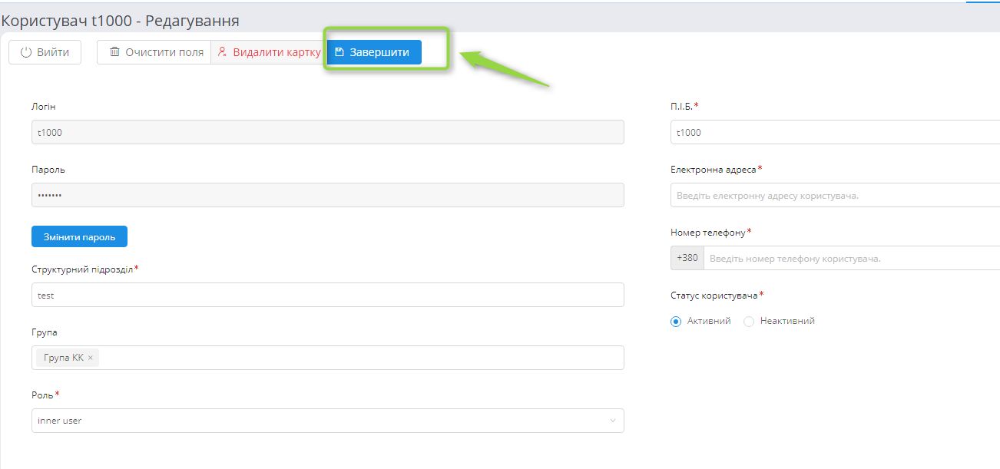 Користувач t1000 - Редагування
Вийти
Очистити поля
Видалити картку
Завершити
Логін
t1000
Пароль
•••••••
Змінити пароль
Структурний підрозділ*
test
Група
Група КК ×
Роль*
inner user
П.І.Б.*
t1000
Електронна адреса*
Введіть електронну адресу користувача.
Номер телефону*
+380 Введіть номер телефону користувача.
Статус користувача*
Активний Неактивний